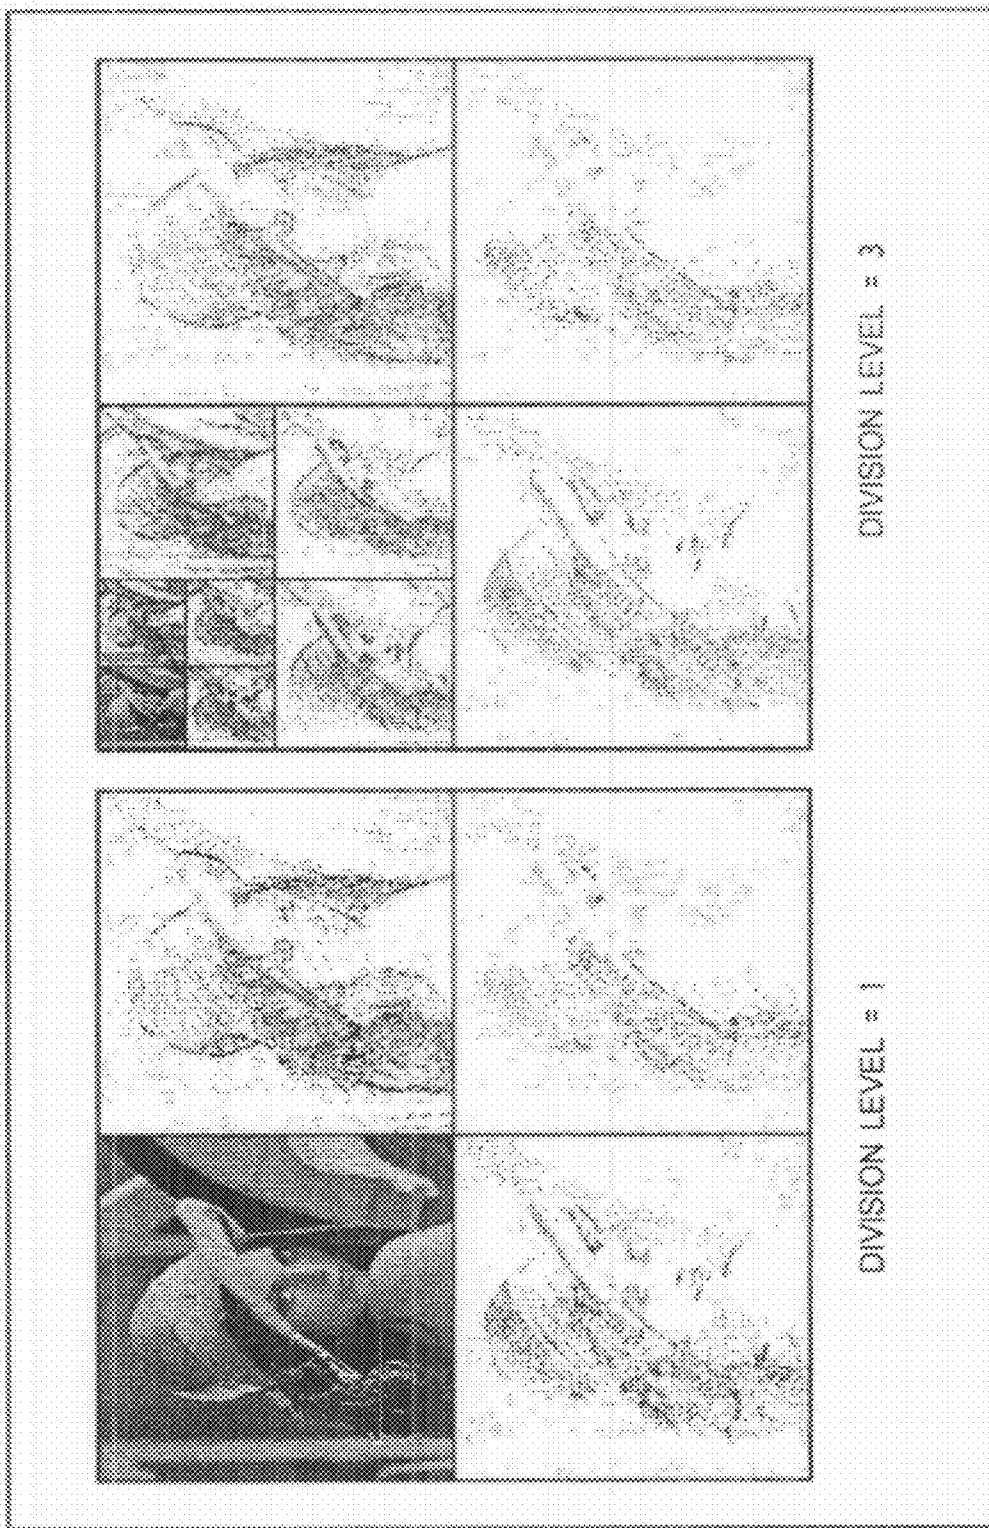 DIVISION LEVEL = 1
DIVISION LEVEL = 3